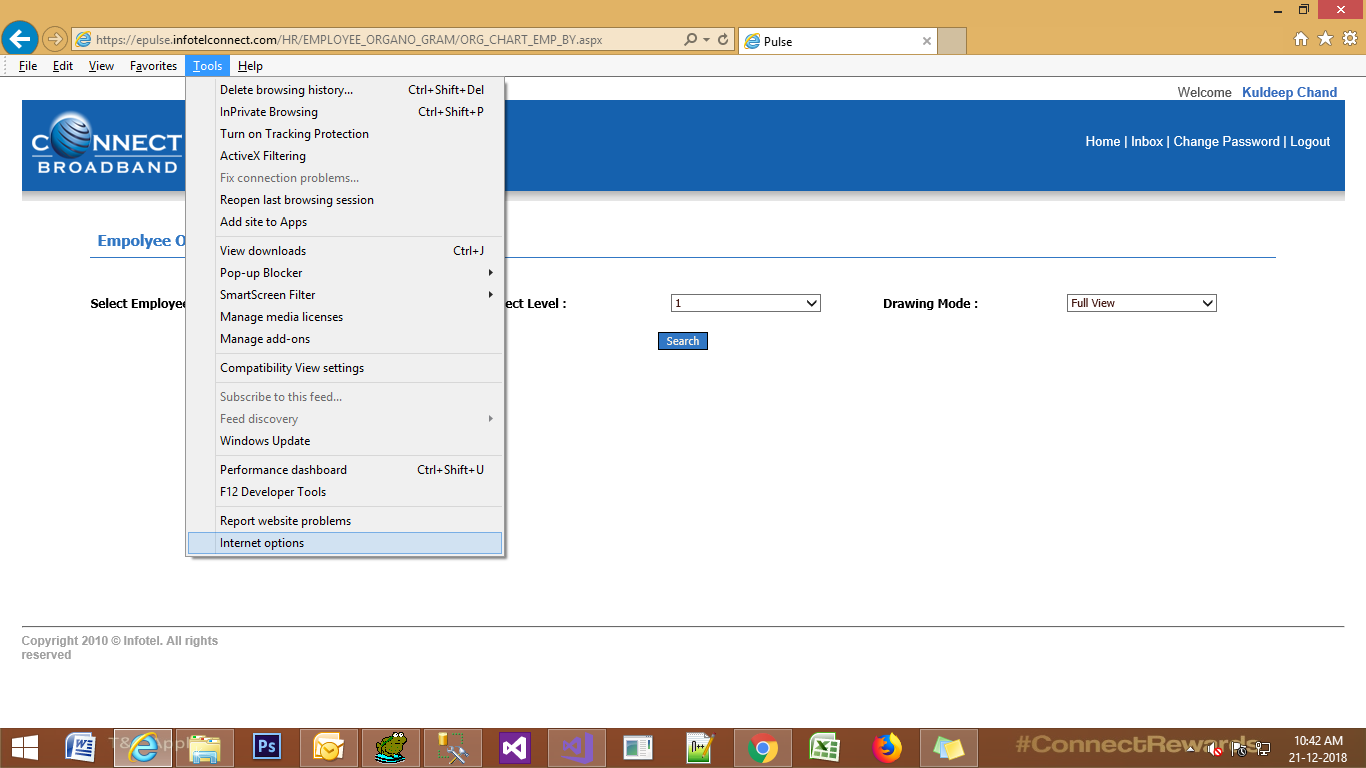 https://epulse.infotelconnect.com/HR/EMPLOYEE_ORGANO_GRAM/ORG_CHART_EMP_BY.aspx
Pulse
File Edit View Favorites Tools Help
Welcome Kuldeep Chand
CONNECT
BROADBAND
Home | Inbox | Change Password | Logout
Delete browsing history... Ctrl+Shift+Del
InPrivate Browsing Ctrl+Shift+P
Turn on Tracking Protection
ActiveX Filtering
Fix connection problems...
Reopen last browsing session
Add site to Apps
View downloads Ctrl+J
Pop-up Blocker
SmartScreen Filter
Manage media licenses
Manage add-ons
Compatibility View settings
Subscribe to this feed...
Feed discovery
Windows Update
Performance dashboard Ctrl+Shift+U
F12 Developer Tools
Report website problems
Internet options
Empolyee O
Select Employee ect Level : 1 Drawing Mode : Full View
Search
Copyright 2010 © Infotel. All rights
reserved
Ps
#ConnectRewards
10:42 AM
21-12-2018